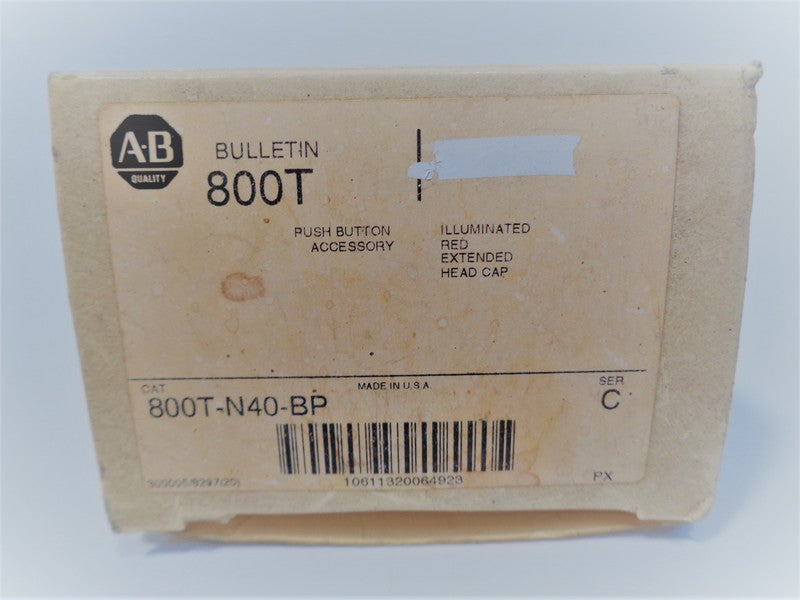 A-B
QUALITY
BULLETIN
800T
PUSH BUTTON
ACCESSORY
ILLUMINATED
RED
EXTENDED
HEAD CAP
CAT
MADE IN U.S.A.
SER
800T-N40-BP
C
10611320064923
PX